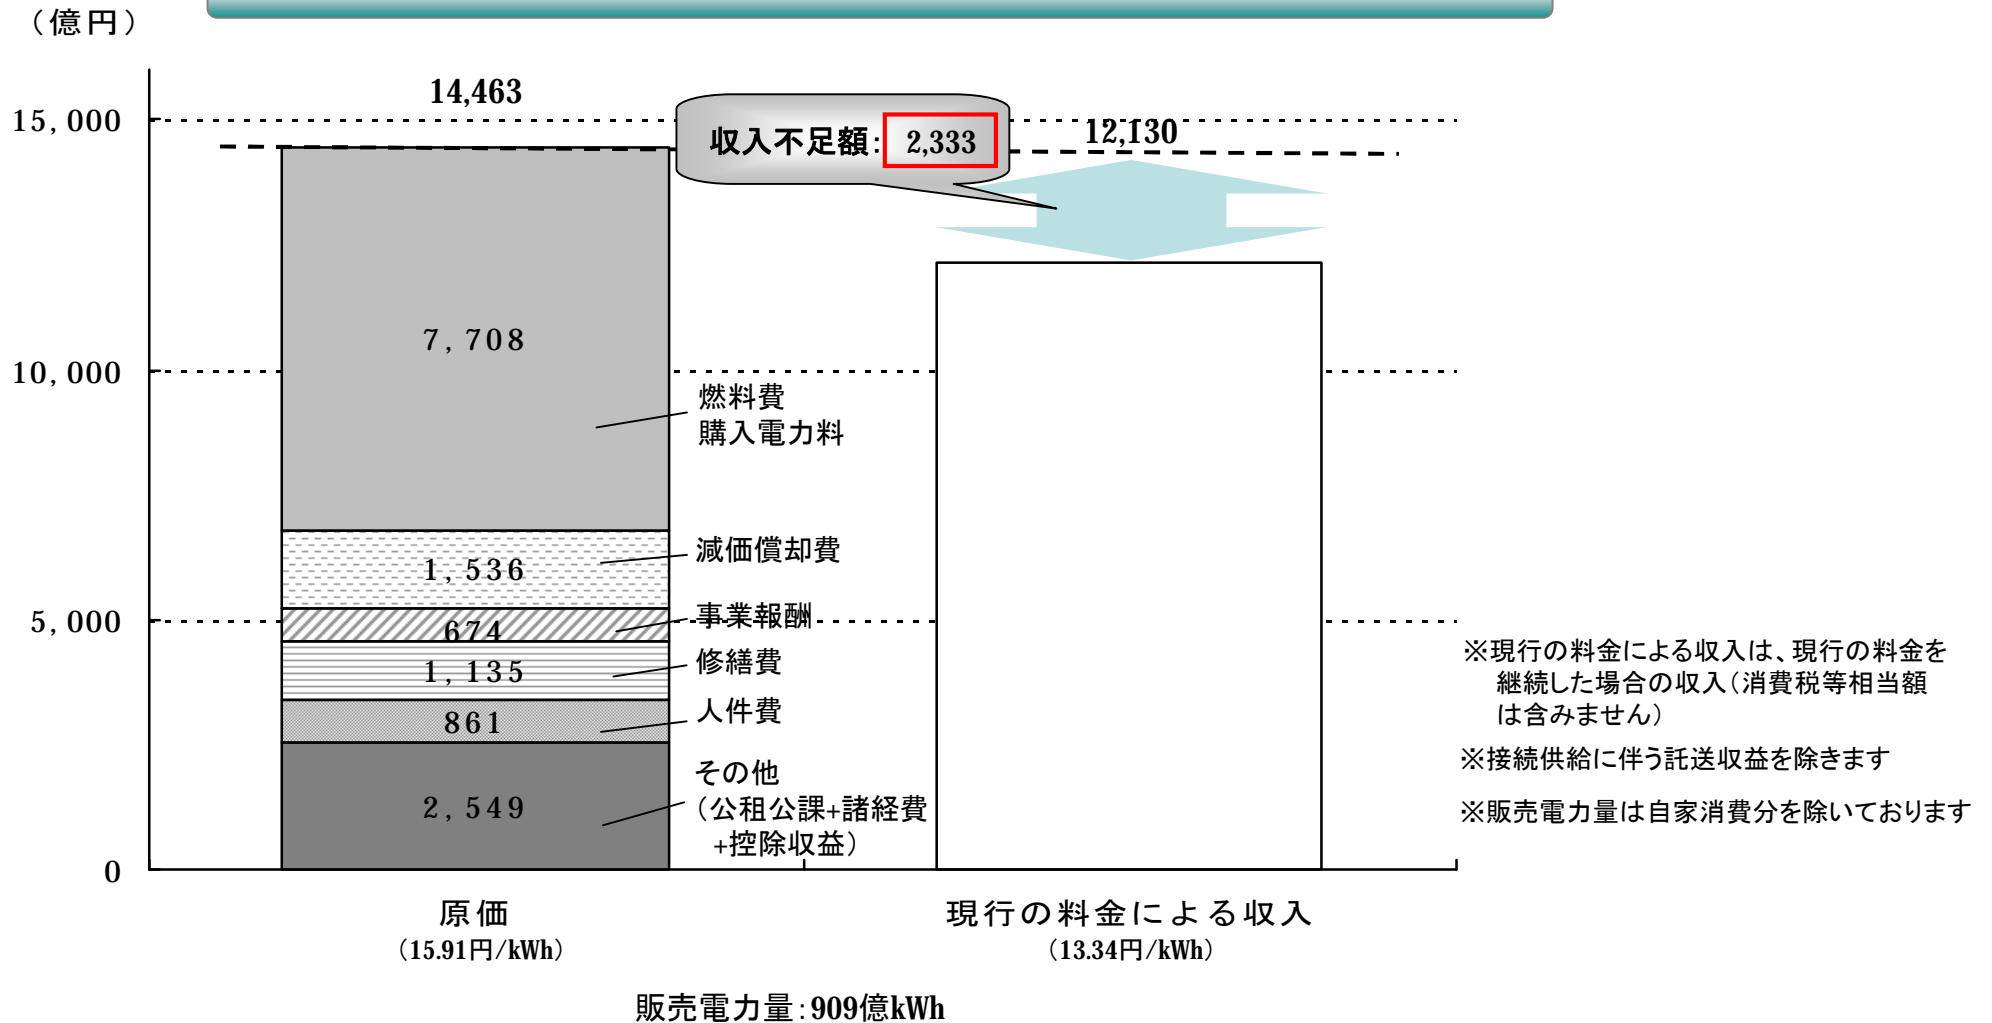 （億円）
14,463
15,000
収入不足額： 2,333
12,130
7,708
10,000
燃料費
購入電力料
1,536
減価償却費
5,000
674
事業報酬
1,135
修繕費
861
人件費
2,549
その他
（公租公課+諸経費
+控除収益）
0
※現行の料金による収入は、現行の料金を
継続した場合の収入（消費税等相当額
は含みません）
※接続供給に伴う託送収益を除きます
※販売電力量は自家消費分を除いております
原価
（15.91円/kWh）
現行の料金による収入
（13.34円/kWh）
販売電力量：909億kWh